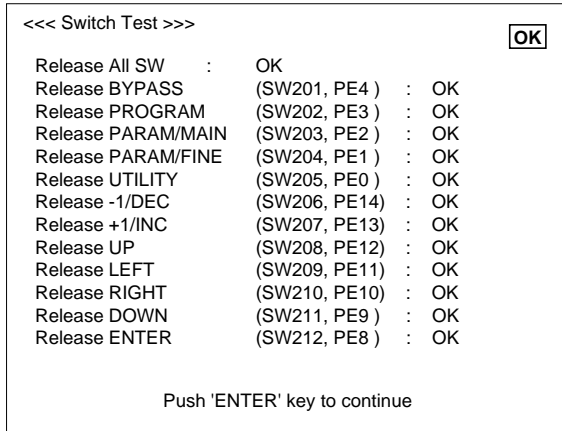 <<< Switch Test >>>
OK
Release All SW : OK
Release BYPASS (SW201, PE4 ) : OK
Release PROGRAM (SW202, PE3 ) : OK
Release PARAM/MAIN (SW203, PE2 ) : OK
Release PARAM/FINE (SW204, PE1 ) : OK
Release UTILITY (SW205, PE0 ) : OK
Release -1/DEC (SW206, PE14) : OK
Release +1/INC (SW207, PE13) : OK
Release UP (SW208, PE12) : OK
Release LEFT (SW209, PE11) : OK
Release RIGHT (SW210, PE10) : OK
Release DOWN (SW211, PE9 ) : OK
Release ENTER (SW212, PE8 ) : OK
Push 'ENTER' key to continue